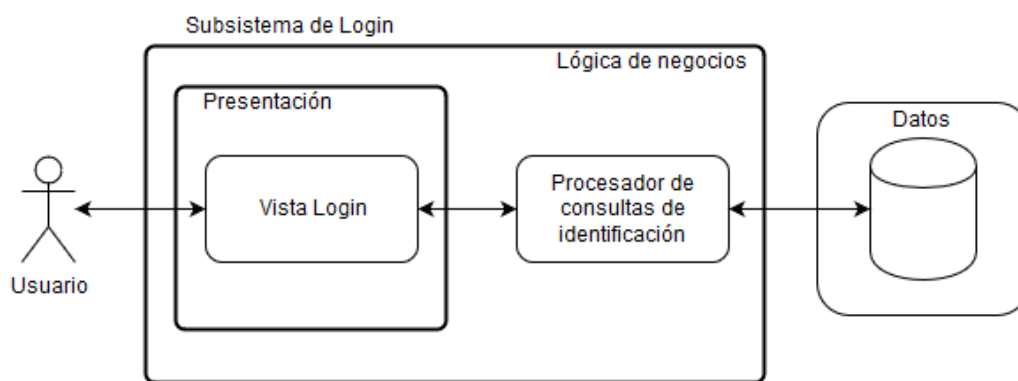 Subsistema de Login
Lógica de negocios
Presentación
Datos
Vista Login
Procesador de
consultas de
identificación
Usuario